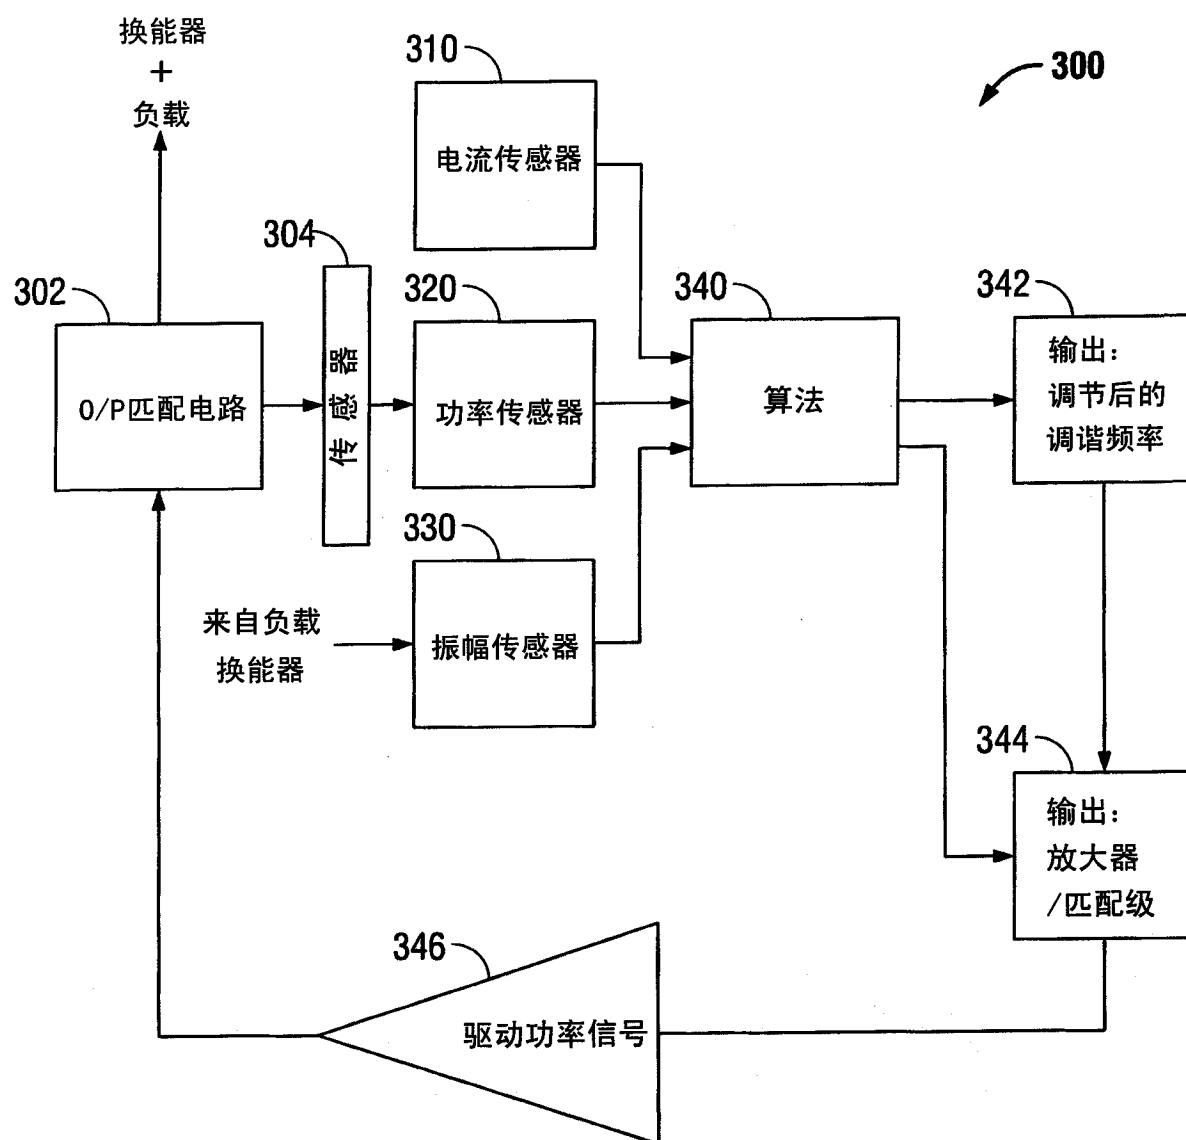 换能器
+
负载
310
300
电流传感器
304
302
320
340
342
O/P匹配电路
传感器
功率传感器
算法
输出：
调节后的
调谐频率
330
来自负载
换能器
振幅传感器
344
输出：
放大器
/匹配级
346
驱动功率信号